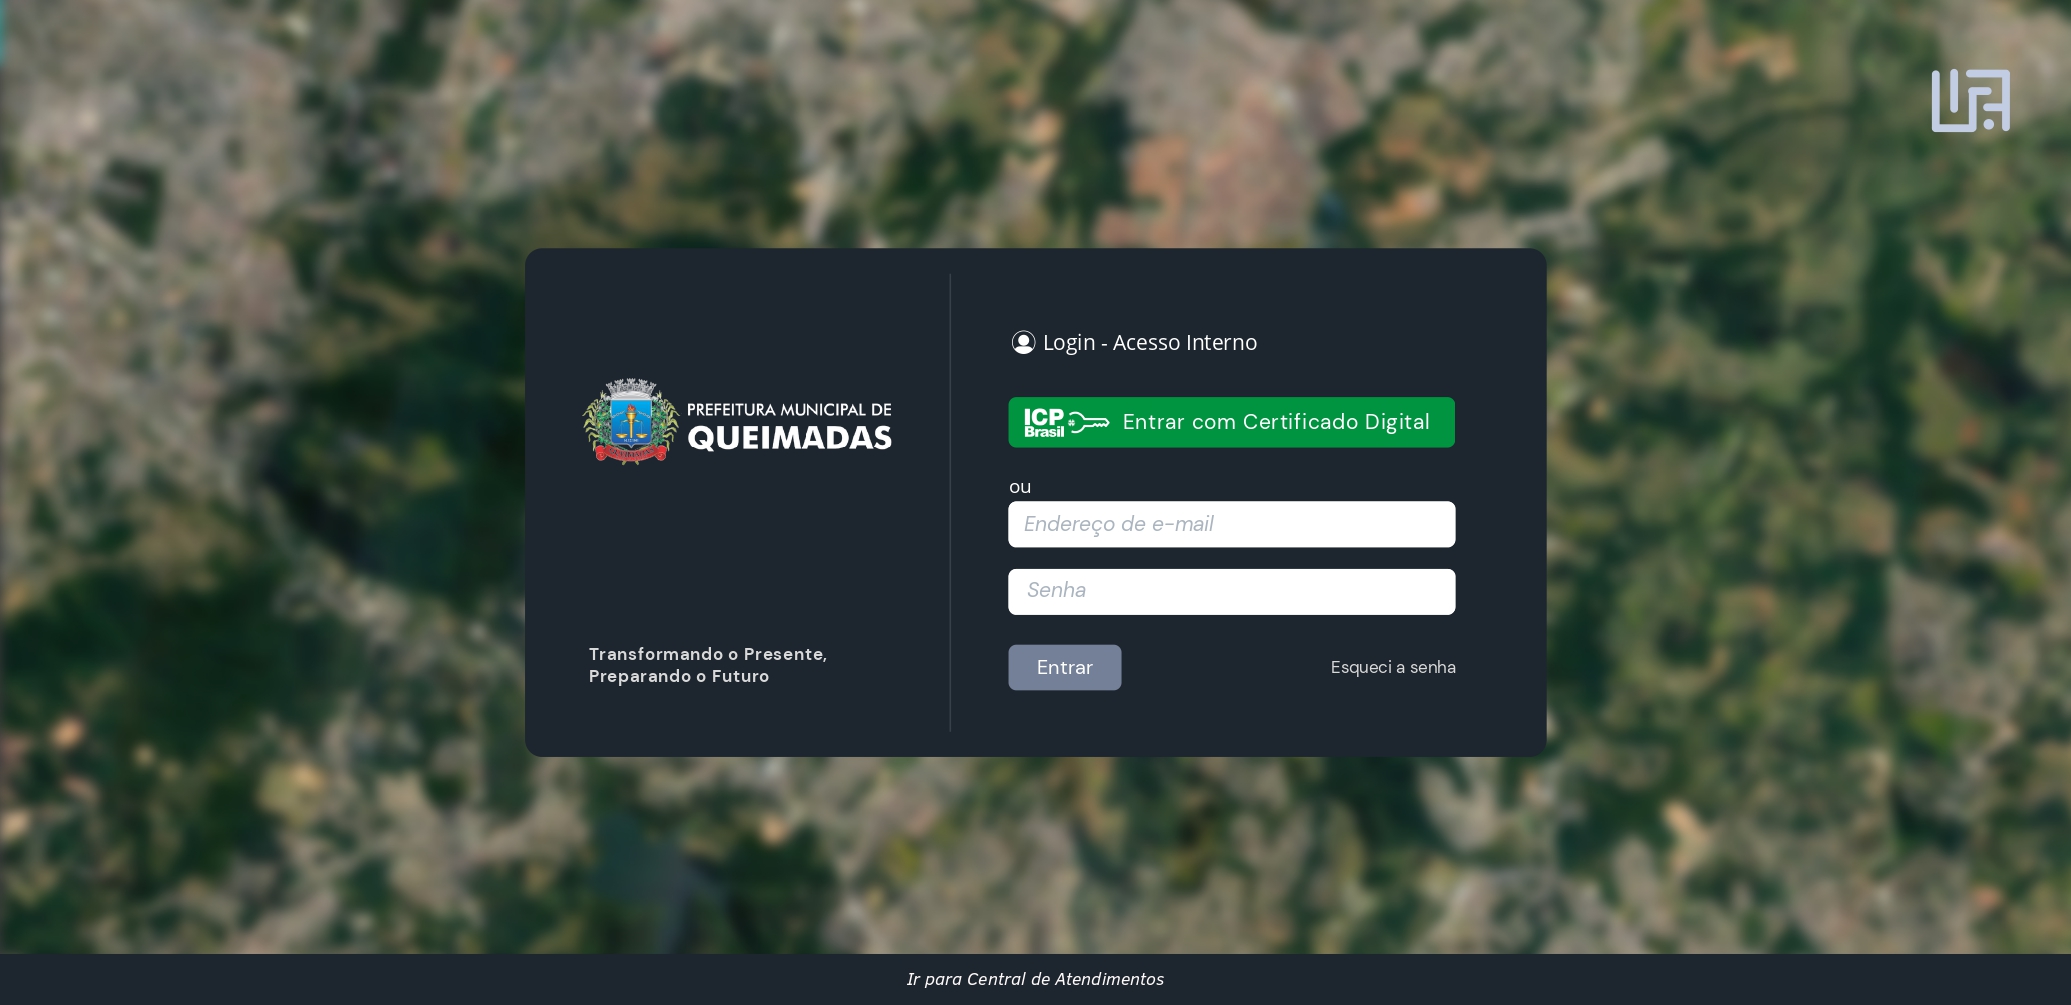 Login - Acesso Interno
PREFEITURA MUNICIPAL DE
QUEIMADAS
ICP
Brasil
Entrar com Certificado Digital
ou
Endereço de e-mail
Senha
Transformando o Presente,
Preparando o Futuro
Entrar
Esqueci a senha
Ir para Central de Atendimentos